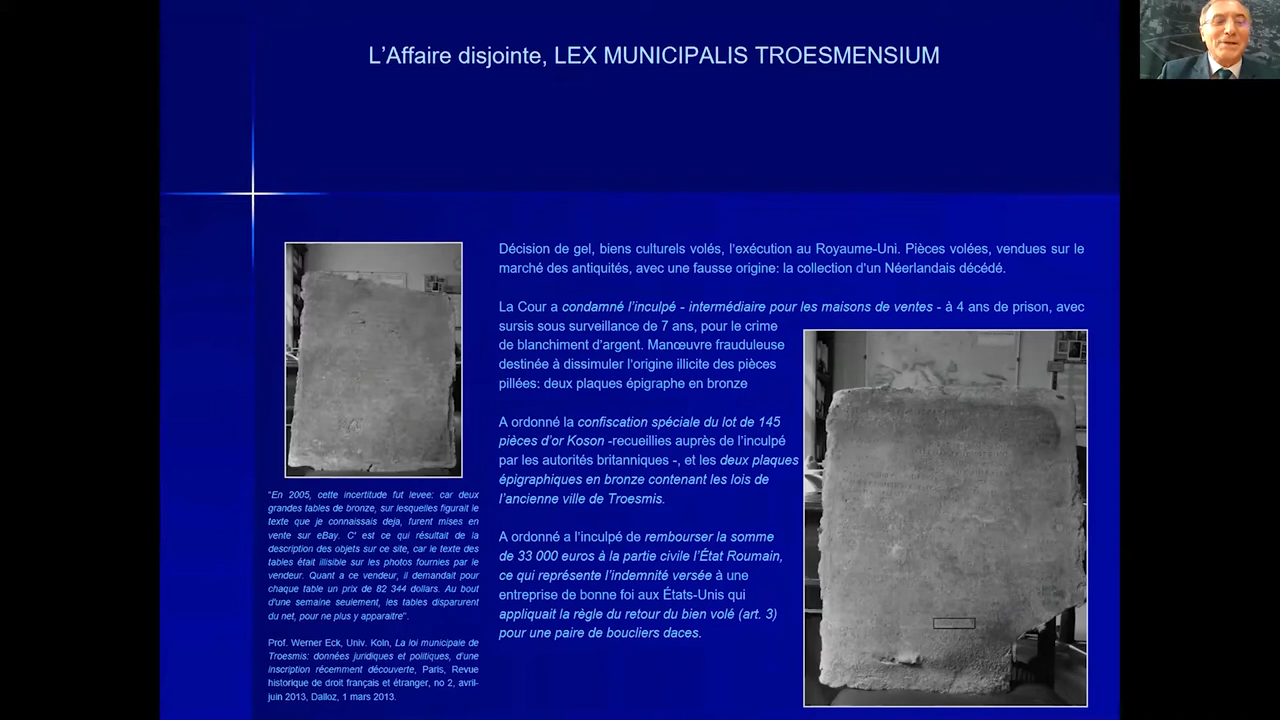 L’Affaire disjointe, LEX MUNICIPALIS TROESMENSIUM
Décision de gel, biens culturels volés, l’exécution au Royaume-Uni. Pièces volées, vendues sur le
marché des antiquités, avec une fausse origine: la collection d’un Néerlandais décédé.
La Cour a condamné l’inculpé - intermédiaire pour les maisons de ventes - à 4 ans de prison, avec
sursis sous surveillance de 7 ans, pour le crime
de blanchiment d’argent. Manœuvre frauduleuse
destinée à dissimuler l’origine illicite des pièces
pillées: deux plaques épigraphe en bronze
A ordonné la confiscation spéciale du lot de 145
pièces d’or Koson -recueillies auprès de l’inculpé
par les autorités britanniques -, et les deux plaques
épigraphiques en bronze contenant les lois de
l’ancienne ville de Troesmis.
A ordonné a l’inculpé de rembourser la somme
de 33 000 euros à la partie civile l’État Roumain,
ce qui représente l’indemnité versée à une
entreprise de bonne foi aux États-Unis qui
appliquait la règle du retour du bien volé (art. 3)
pour une paire de boucliers daces.
"En 2005, cette incertitude fut levee: car deux
grandes tables de bronze, sur lesquelles figurait le
texte que je connaissais deja, furent mises en
vente sur eBay. C' est ce qui résultait de la
description des objets sur ce site, car le texte des
tables était illisible sur les photos fournies par le
vendeur. Quant a ce vendeur, il demandait pour
chaque table un prix de 82 344 dollars. Au bout
d'une semaine seulement, les tables disparurent
du net, pour ne plus y apparaitre".
Prof. Werner Eck, Univ. Koln, La loi municipale de
Troesmis: données juridiques et politiques, d’une
inscription récemment découverte, Paris, Revue
historique de droit français et étranger, no 2, avril-
juin 2013, Dalloz, 1 mars 2013.